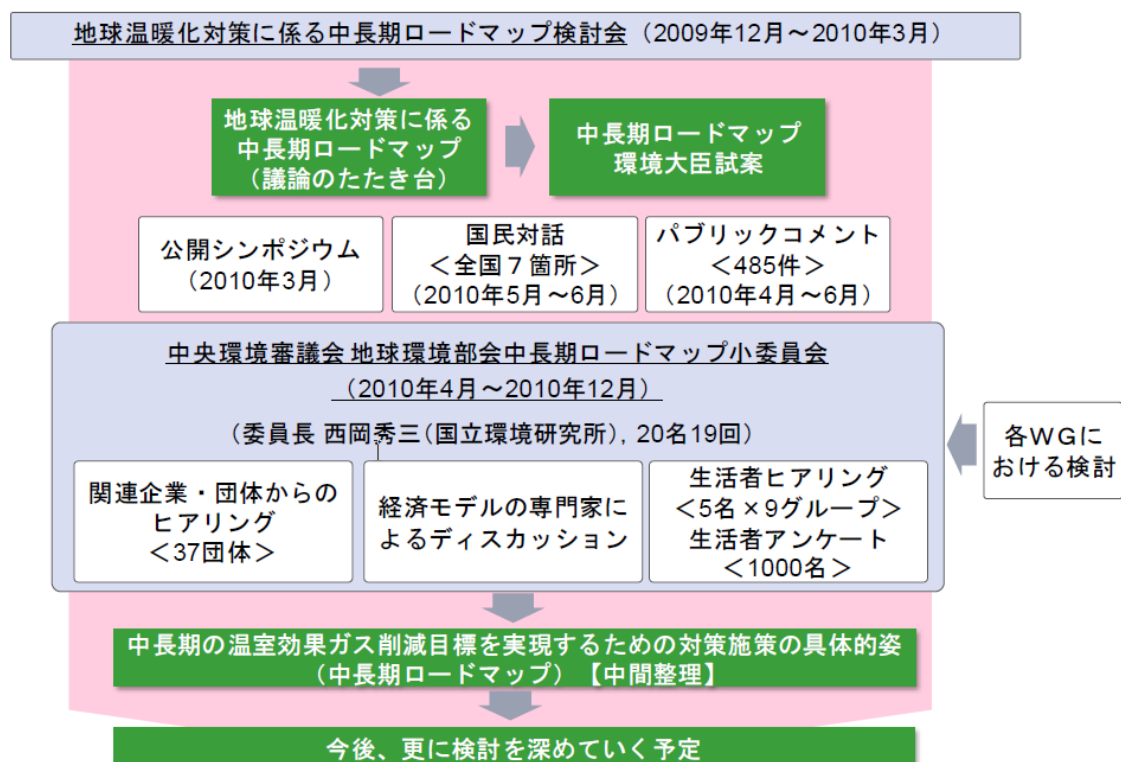 地球温暖化対策に係る中長期ロードマップ検討会（2009年12月～2010年3月）
地球温暖化対策に係る
中長期ロードマップ
（議論のたたき台）
中長期ロードマップ
環境大臣試案
公開シンポジウム
（2010年3月）
国民対話
＜全国７箇所＞
（2010年5月～6月）
パブリックコメント
＜485件＞
（2010年4月～6月）
中央環境審議会 地球環境部会中長期ロードマップ小委員会
（2010年4月～2010年12月）
（委員長 西岡秀三（国立環境研究所）, 20名19回）
各ＷＧに
おける検討
関連企業・団体からの
ヒアリング
＜37団体＞
経済モデルの専門家に
よるディスカッション
生活者ヒアリング
＜5名×9グループ＞
生活者アンケート
＜1000名＞
中長期の温室効果ガス削減目標を実現するための対策施策の具体的姿
（中長期ロードマップ）【中間整理】
今後、更に検討を深めていく予定